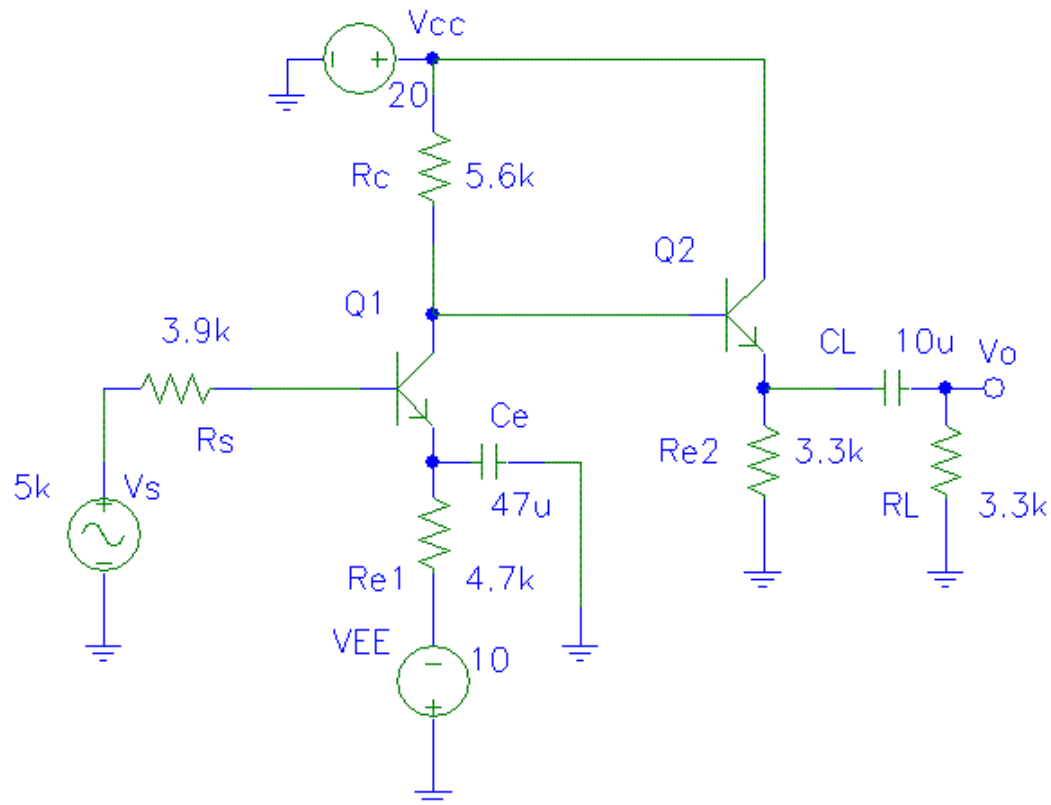 Vcc
20
Rc 5.6k
Q2
Q1
3.9k
CL 10u Vo
Ce
Rs
Re2 3.3k
5k Vs
47u
RL 3.3k
Re1 4.7k
VEE 10